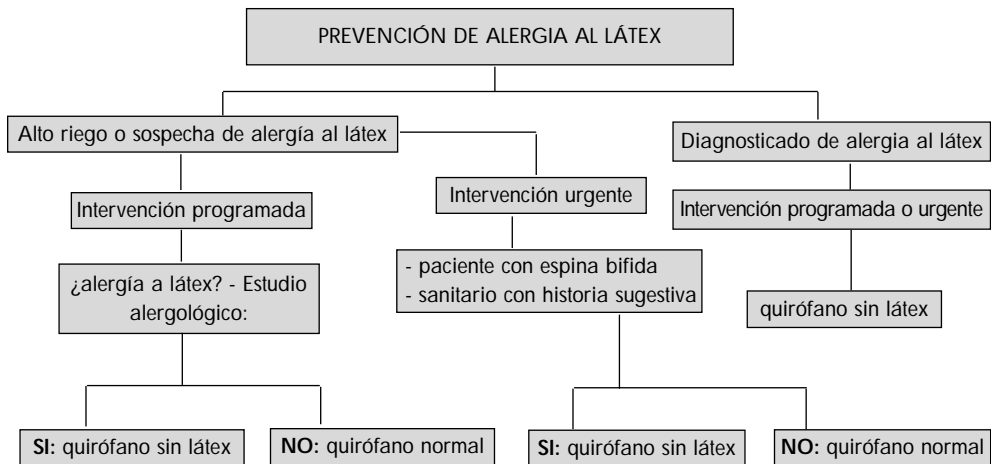 PREVENCIÓN DE ALERGIA AL LÁTEX
Alto riego o sospecha de alergía al látex
Diagnosticado de alergia al látex
Intervención programada
Intervención urgente
Intervención programada o urgente
¿alergía a látex? - Estudio
alergológico:
- paciente con espina bifida
- sanitario con historia sugestiva
quirófano sin látex
SI: quirófano sin látex
NO: quirófano normal
SI: quirófano sin látex
NO: quirófano normal